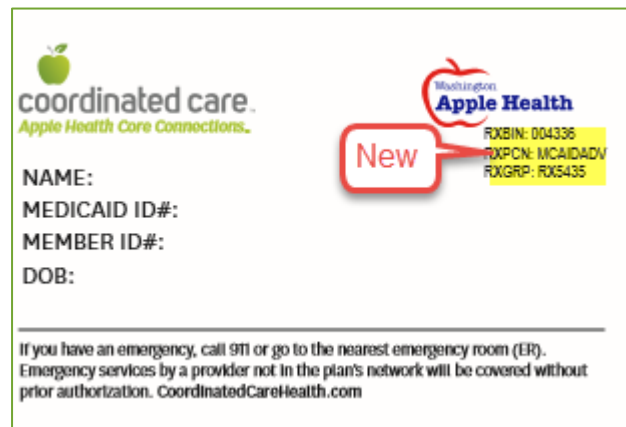 coordinated care.
Apple Health Core Connections.
Washington
Apple Health
RXBIN: 004336
New
RXPCN: MCAIDADV
RXGRP: RX5435
NAME:
MEDICAID ID#:
MEMBER ID#:
DOB:
If you have an emergency, call 911 or go to the nearest emergency room (ER).
Emergency services by a provider not in the plan's network will be covered without
prior authorization. CoordinatedCareHealth.com